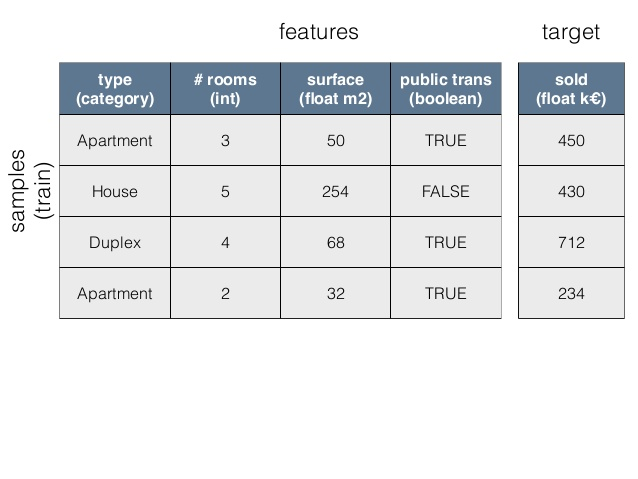 features target
type # rooms surface public trans sold
(category) (int) (float m2) (boolean) (float k€)
samples
(train)
Apartment 3 50 TRUE 450
House 5 254 FALSE 430
Duplex 4 68 TRUE 712
Apartment 2 32 TRUE 234